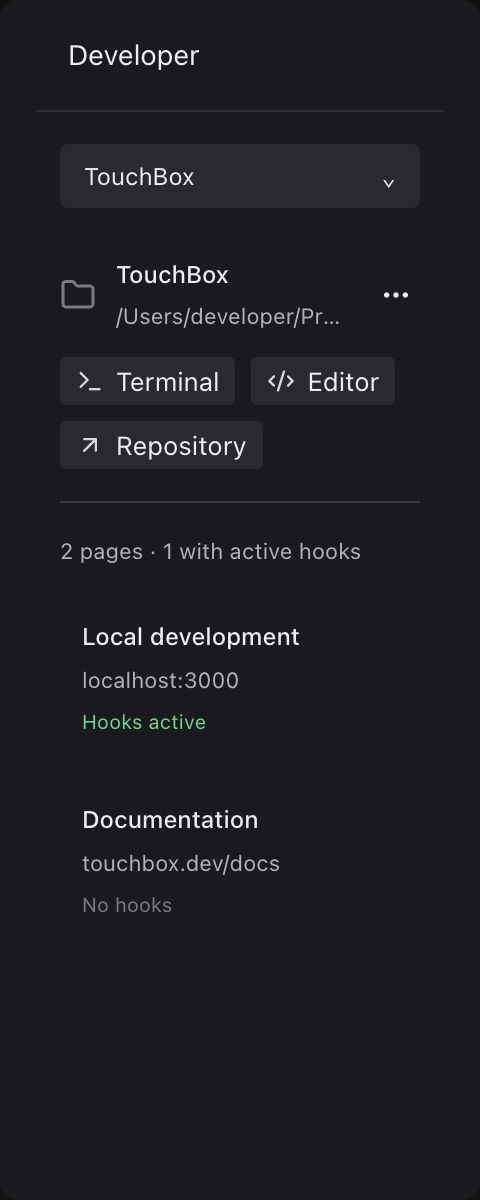 Developer
TouchBox
TouchBox
/Users/developer/Pr...
Terminal
Editor
Repository
2 pages · 1 with active hooks
Local development
localhost:3000
Hooks active
Documentation
touchbox.dev/docs
No hooks